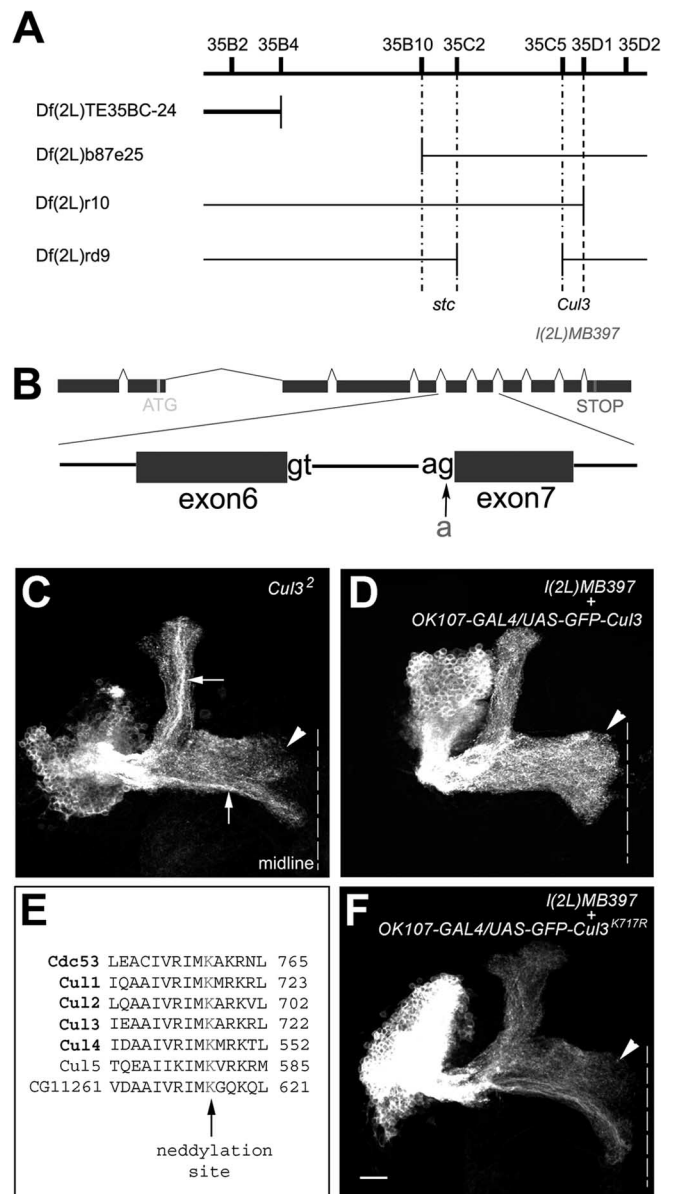 A
35B2 35B4 35B10 35C2 35C5 35D1 35D2
Df(2L)TE35BC-24
Df(2L)b87e25
Df(2L)r10
Df(2L)rd9
stc Cul3
l(2L)MB397
B
ATG STOP
gt ag
exon6 exon7
a
C Cul3²
midline
D l(2L)MB397
+
OK107-GAL4/UAS-GFP-Cul3
E
Cdc53 LEACIVRIMKAKRNL 765
Cul1 IQAAIVRIMKMRKRL 723
Cul2 LQAAIVRIMKARKVL 702
Cul3 IEAAIVRIMKARKRL 722
Cul4 IDAAIVRIMKMRKTL 552
Cul5 TQEAIIKIMKVRKRM 585
CG11261 VDAAIVRIMKGQKQL 621
neddylation
site
F l(2L)MB397
+
OK107-GAL4/UAS-GFP-Cul3ᴷ⁷¹⁷ᴿ